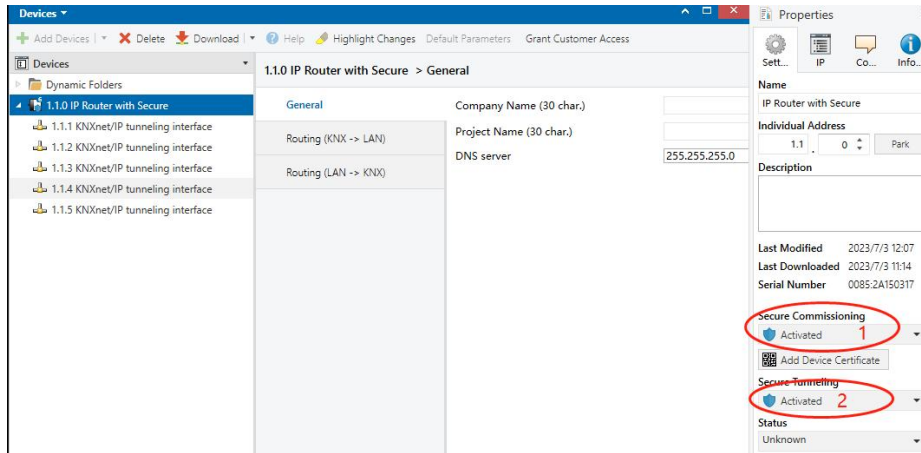 Devices
Add Devices Delete Download Help Highlight Changes Default Parameters Grant Customer Access
Devices
Dynamic Folders
1.1.0 IP Router with Secure
1.1.1 KNXnet/IP tunneling interface
1.1.2 KNXnet/IP tunneling interface
1.1.3 KNXnet/IP tunneling interface
1.1.4 KNXnet/IP tunneling interface
1.1.5 KNXnet/IP tunneling interface
1.1.0 IP Router with Secure > General
General
Routing (KNX -> LAN)
Routing (LAN -> KNX)
Company Name (30 char.)
Project Name (30 char.)
DNS server 255.255.255.0
Properties
Sett... IP Co... Info...
Name
IP Router with Secure
Individual Address
1.1 . 0 Park
Description
Last Modified 2023/7/3 12:07
Last Downloaded 2023/7/3 11:14
Serial Number 0085:2A150317
Secure Commissioning
Activated 1
Add Device Certificate
Secure Tunneling
Activated 2
Status
Unknown